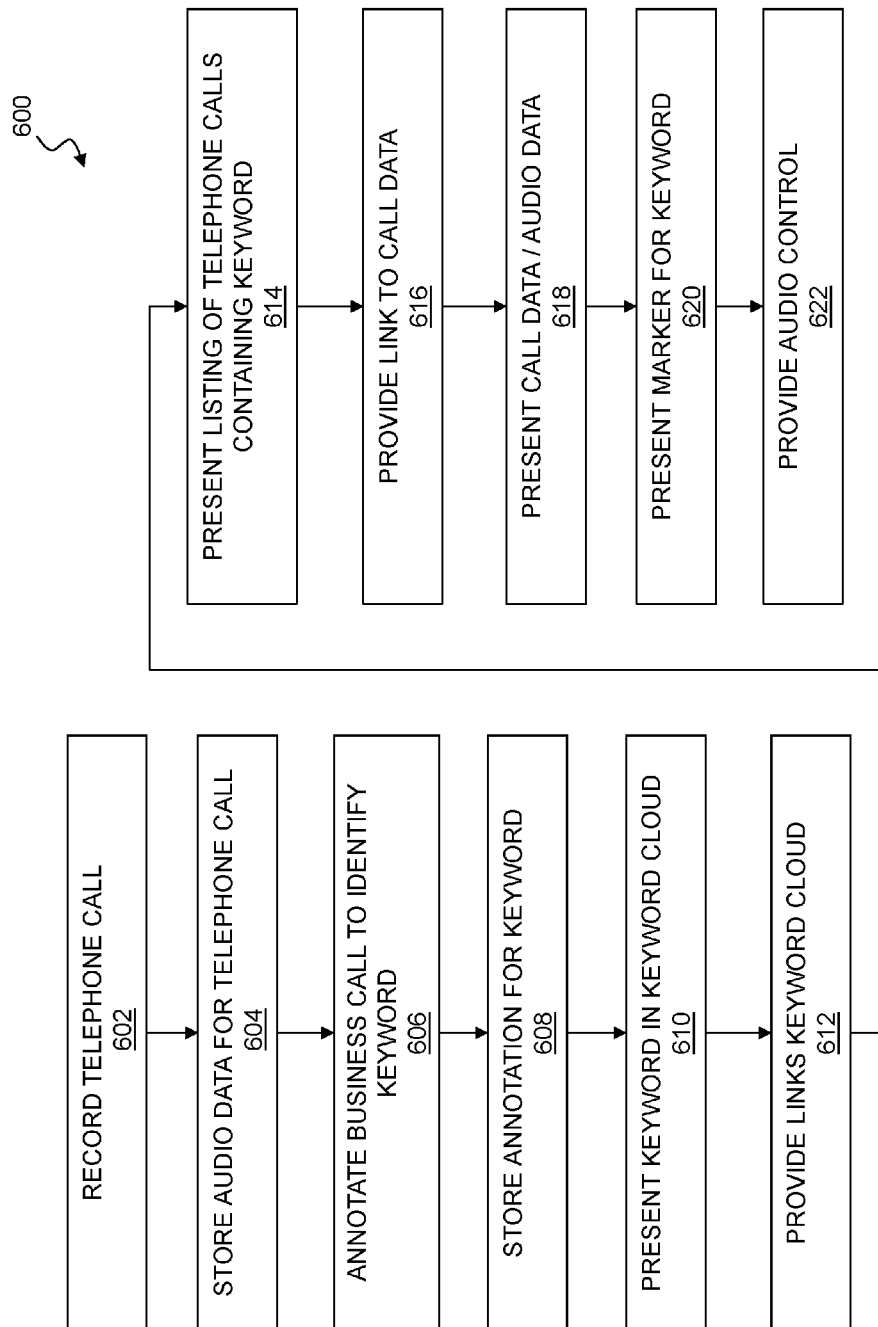 600
RECORD TELEPHONE CALL
602
STORE AUDIO DATA FOR TELEPHONE CALL
604
ANNOTATE BUSINESS CALL TO IDENTIFY
KEYWORD
606
STORE ANNOTATION FOR KEYWORD
608
PRESENT KEYWORD IN KEYWORD CLOUD
610
PROVIDE LINKS KEYWORD CLOUD
612
PRESENT LISTING OF TELEPHONE CALLS
CONTAINING KEYWORD
614
PROVIDE LINK TO CALL DATA
616
PRESENT CALL DATA / AUDIO DATA
618
PRESENT MARKER FOR KEYWORD
620
PROVIDE AUDIO CONTROL
622